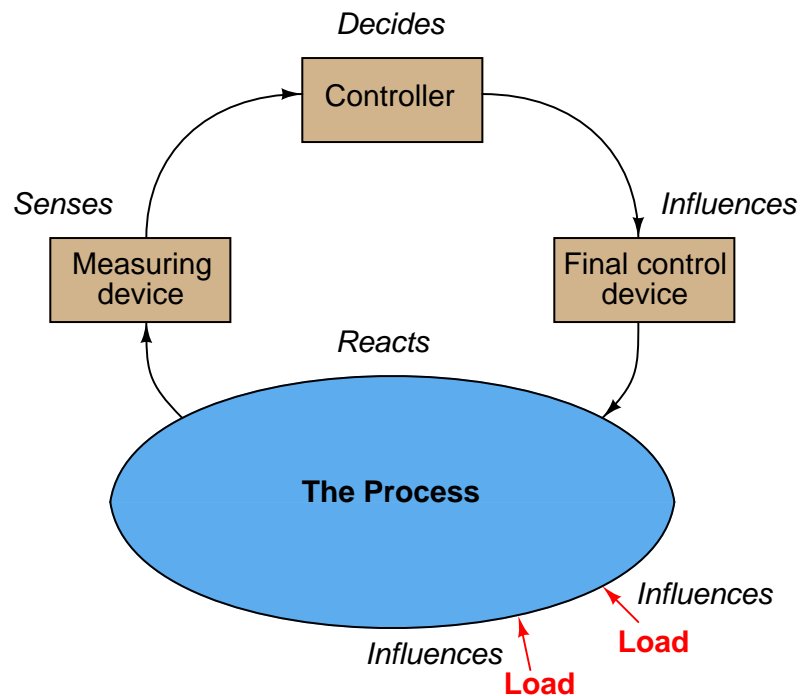 Decides
Controller
Senses
Influences
Measuring
device
Final control
device
Reacts
The Process
Influences
Load
Influences
Load